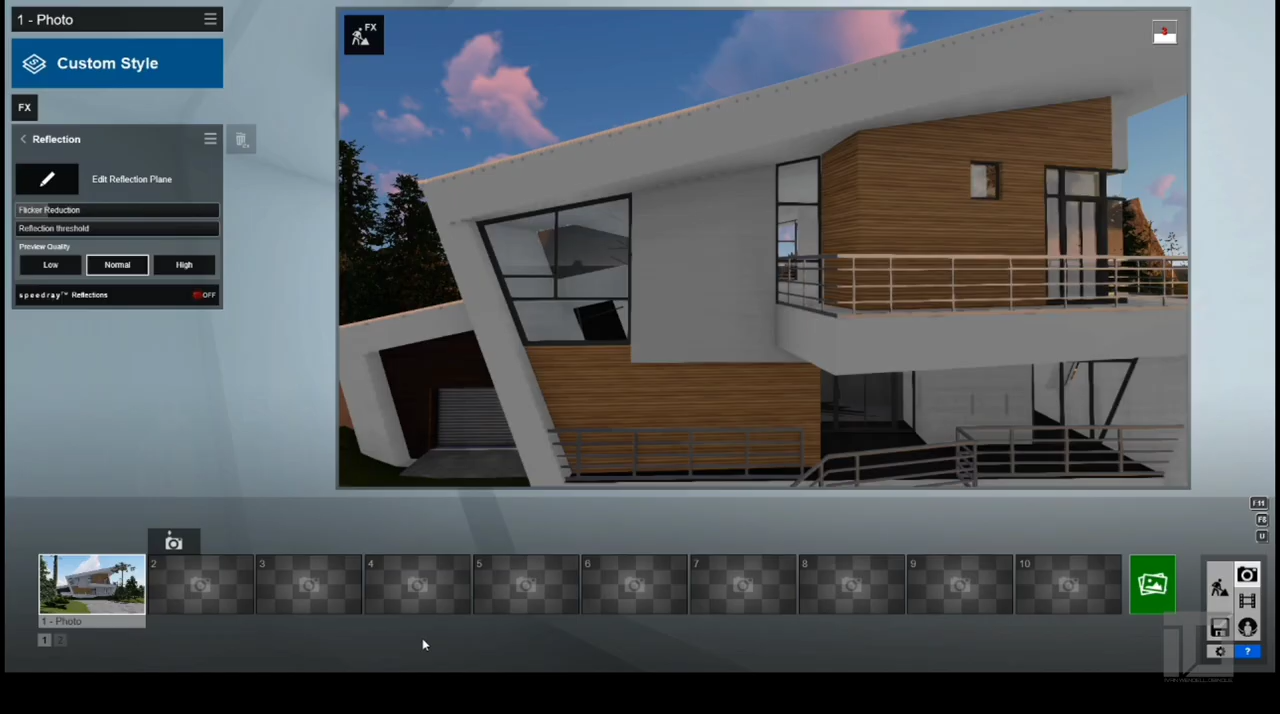 1 - Photo
Custom Style
FX
Reflection
Edit Reflection Plane
Flicker Reduction
Reflection threshold
Preview Quality
Low Normal High
speedray™ Reflections OFF
FX
F11
F8
U
2 3 4 5 6 7 8 9 10
1 - Photo
1 2
?